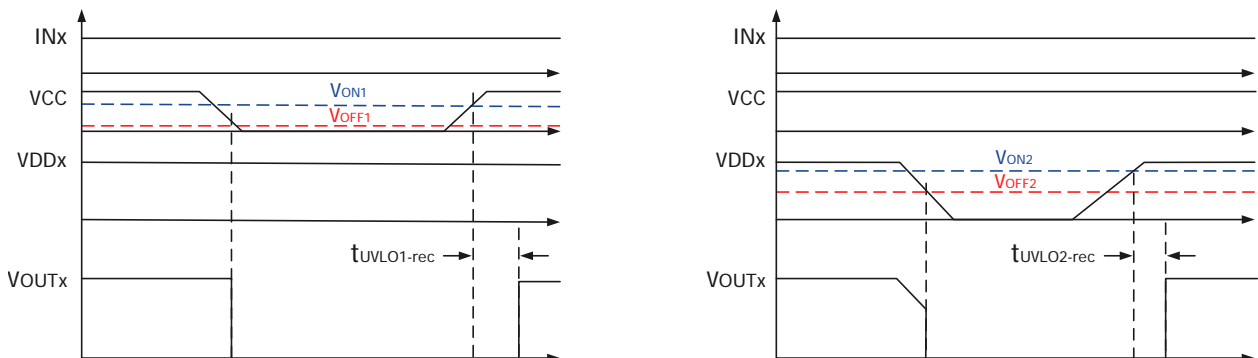 INx
VCC
VON1
VOFF1
VDDx
tUVLO1-rec
VOUTx
INx
VCC
VDDx
VON2
VOFF2
tUVLO2-rec
VOUTx